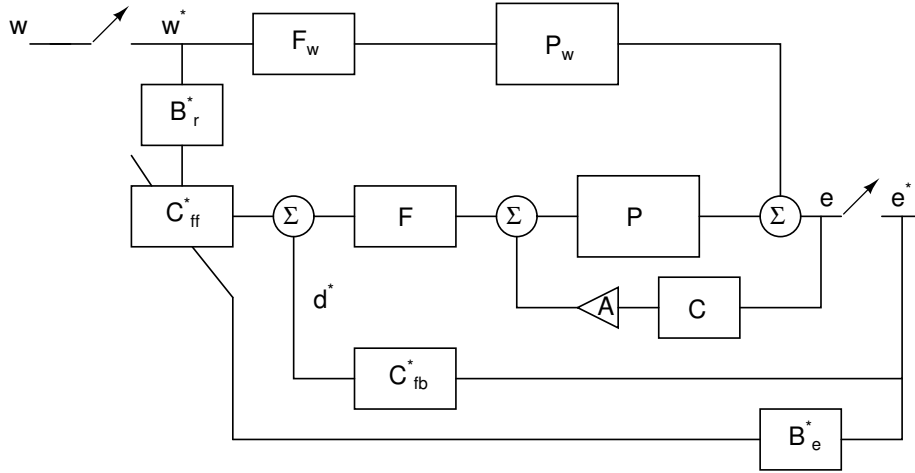 w
w*
F_w
P_w
B*_r
C*_ff
Σ
F
Σ
P
Σ
e
e*
A
C
d*
C*_fb
B*_e